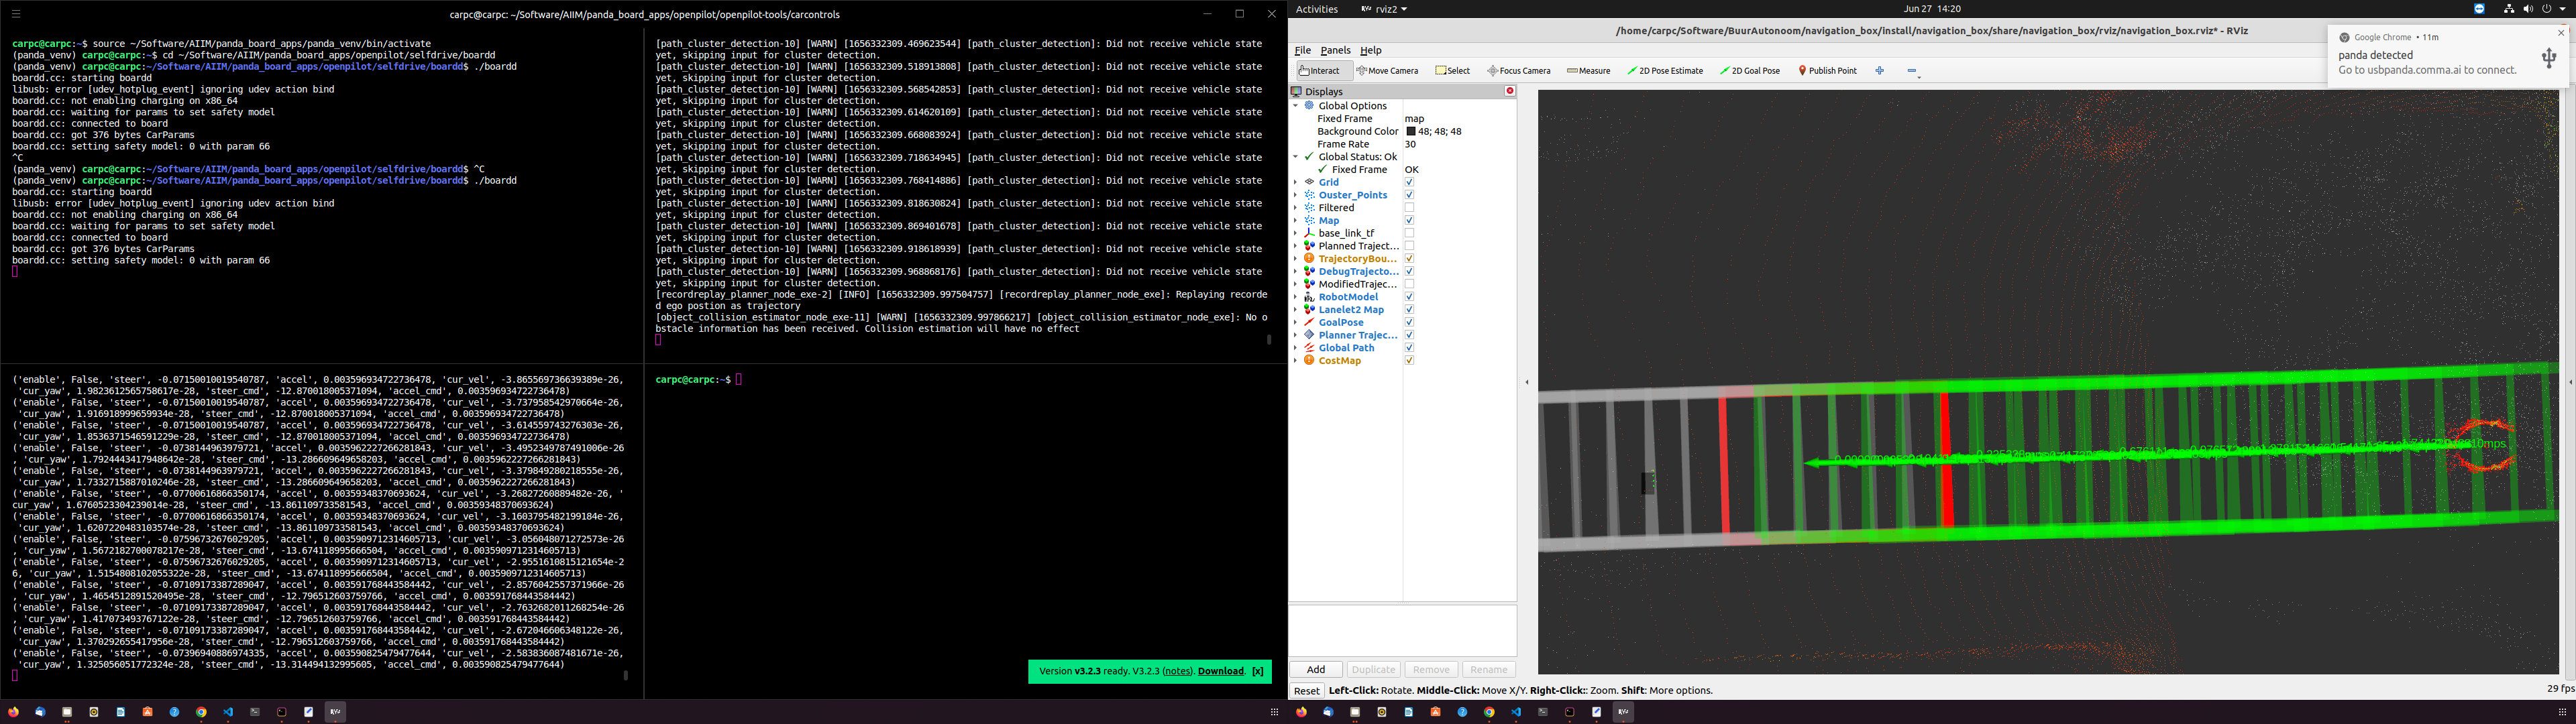 carpc@carpc: ~/Software/AIIM/panda_board_apps/openpilot/openpilot-tools/carcontrols
carpc@carpc:~$ source ~/Software/AIIM/panda_board_apps/panda_venv/bin/activate
(panda_venv) carpc@carpc:~$ cd ~/Software/AIIM/panda_board_apps/openpilot/selfdrive/boardd
(panda_venv) carpc@carpc:~/Software/AIIM/panda_board_apps/openpilot/selfdrive/boardd$ ./boardd
boardd.cc: starting boardd
libusb: error [udev_hotplug_event] ignoring udev action bind
boardd.cc: not enabling charging on x86_64
boardd.cc: waiting for params to set safety model
boardd.cc: connected to board
boardd.cc: got 376 bytes CarParams
boardd.cc: setting safety model: 0 with param 66
^C
(panda_venv) carpc@carpc:~/Software/AIIM/panda_board_apps/openpilot/selfdrive/boardd$ ^C
(panda_venv) carpc@carpc:~/Software/AIIM/panda_board_apps/openpilot/selfdrive/boardd$ ./boardd
boardd.cc: starting boardd
libusb: error [udev_hotplug_event] ignoring udev action bind
boardd.cc: not enabling charging on x86_64
boardd.cc: waiting for params to set safety model
boardd.cc: connected to board
boardd.cc: got 376 bytes CarParams
boardd.cc: setting safety model: 0 with param 66
[path_cluster_detection-10] [WARN] [1656332309.469623544] [path_cluster_detection]: Did not receive vehicle state
yet, skipping input for cluster detection.
[path_cluster_detection-10] [WARN] [1656332309.518913808] [path_cluster_detection]: Did not receive vehicle state
yet, skipping input for cluster detection.
[path_cluster_detection-10] [WARN] [1656332309.568542853] [path_cluster_detection]: Did not receive vehicle state
yet, skipping input for cluster detection.
[path_cluster_detection-10] [WARN] [1656332309.614620109] [path_cluster_detection]: Did not receive vehicle state
yet, skipping input for cluster detection.
[path_cluster_detection-10] [WARN] [1656332309.668083924] [path_cluster_detection]: Did not receive vehicle state
yet, skipping input for cluster detection.
[path_cluster_detection-10] [WARN] [1656332309.718634945] [path_cluster_detection]: Did not receive vehicle state
yet, skipping input for cluster detection.
[path_cluster_detection-10] [WARN] [1656332309.768414886] [path_cluster_detection]: Did not receive vehicle state
yet, skipping input for cluster detection.
[path_cluster_detection-10] [WARN] [1656332309.818630824] [path_cluster_detection]: Did not receive vehicle state
yet, skipping input for cluster detection.
[path_cluster_detection-10] [WARN] [1656332309.869401678] [path_cluster_detection]: Did not receive vehicle state
yet, skipping input for cluster detection.
[path_cluster_detection-10] [WARN] [1656332309.918618939] [path_cluster_detection]: Did not receive vehicle state
yet, skipping input for cluster detection.
[path_cluster_detection-10] [WARN] [1656332309.968868176] [path_cluster_detection]: Did not receive vehicle state
yet, skipping input for cluster detection.
[recordreplay_planner_node_exe-2] [INFO] [1656332309.997504757] [recordreplay_planner_node_exe]: Replaying recorde
d ego postion as trajectory
[object_collision_estimator_node_exe-11] [WARN] [1656332309.997866217] [object_collision_estimator_node_exe]: No o
bstacle information has been received. Collision estimation will have no effect
('enable', False, 'steer', -0.07150010019540787, 'accel', 0.003596934722736478, 'cur_vel', -3.865569736639389e-26,
'cur_yaw', 1.9823612565758617e-28, 'steer_cmd', -12.870018005371094, 'accel_cmd', 0.003596934722736478)
('enable', False, 'steer', -0.07150010019540787, 'accel', 0.003596934722736478, 'cur_vel', -3.737958542970664e-26,
'cur_yaw', 1.916918999659934e-28, 'steer_cmd', -12.870018005371094, 'accel_cmd', 0.003596934722736478)
('enable', False, 'steer', -0.07150010019540787, 'accel', 0.003596934722736478, 'cur_vel', -3.614559743276303e-26,
'cur_yaw', 1.8536371546591229e-28, 'steer_cmd', -12.870018005371094, 'accel_cmd', 0.003596934722736478)
('enable', False, 'steer', -0.0738144963979721, 'accel', 0.0035962227266281843, 'cur_vel', -3.4952349787491006e-26
, 'cur_yaw', 1.7924443417948642e-28, 'steer_cmd', -13.286609649658203, 'accel_cmd', 0.0035962227266281843)
('enable', False, 'steer', -0.0738144963979721, 'accel', 0.0035962227266281843, 'cur_vel', -3.379849280218555e-26,
'cur_yaw', 1.7332715887010246e-28, 'steer_cmd', -13.286609649658203, 'accel_cmd', 0.0035962227266281843)
('enable', False, 'steer', -0.07700616866350174, 'accel', 0.00359348370693624, 'cur_vel', -3.26827260889482e-26, '
cur_yaw', 1.6760523304239014e-28, 'steer_cmd', -13.861109733581543, 'accel_cmd', 0.00359348370693624)
('enable', False, 'steer', -0.07700616866350174, 'accel', 0.00359348370693624, 'cur_vel', -3.1603795482199184e-26,
'cur_yaw', 1.6207220483103574e-28, 'steer_cmd', -13.861109733581543, 'accel_cmd', 0.00359348370693624)
('enable', False, 'steer', -0.07596732676029205, 'accel', 0.0035909712314605713, 'cur_vel', -3.056048071272573e-26
, 'cur_yaw', 1.5672182700078217e-28, 'steer_cmd', -13.674118995666504, 'accel_cmd', 0.0035909712314605713)
('enable', False, 'steer', -0.07596732676029205, 'accel', 0.0035909712314605713, 'cur_vel', -2.9551610815121654e-2
6, 'cur_yaw', 1.5154808102055322e-28, 'steer_cmd', -13.674118995666504, 'accel_cmd', 0.0035909712314605713)
('enable', False, 'steer', -0.07109173387289047, 'accel', 0.003591768443584442, 'cur_vel', -2.8576042557371966e-26
, 'cur_yaw', 1.4654512891520495e-28, 'steer_cmd', -12.796512603759766, 'accel_cmd', 0.003591768443584442)
('enable', False, 'steer', -0.07109173387289047, 'accel', 0.003591768443584442, 'cur_vel', -2.7632682011268254e-26
, 'cur_yaw', 1.417073493767122e-28, 'steer_cmd', -12.796512603759766, 'accel_cmd', 0.003591768443584442)
('enable', False, 'steer', -0.07109173387289047, 'accel', 0.003591768443584442, 'cur_vel', -2.672046606348122e-26,
'cur_yaw', 1.370292655417956e-28, 'steer_cmd', -12.796512603759766, 'accel_cmd', 0.003591768443584442)
('enable', False, 'steer', -0.07396940886974335, 'accel', 0.003590825479477644, 'cur_vel', -2.583836087481671e-26,
'cur_yaw', 1.325056051772324e-28, 'steer_cmd', -13.314494132995605, 'accel_cmd', 0.003590825479477644)
carpc@carpc:~$
Version v3.2.3 ready. V3.2.3 (notes). Download. [x]
Activities rviz2 Jun 27 14:20
/home/carpc/Software/BuurAutonoom/navigation_box/install/navigation_box/share/navigation_box/rviz/navigation_box.rviz* - RViz
File Panels Help
Interact Move Camera Select Focus Camera Measure 2D Pose Estimate 2D Goal Pose Publish Point
Google Chrome • 11m
panda detected
Go to usbpanda.comma.ai to connect.
Displays
Global Options
Fixed Frame map
Background Color 48; 48; 48
Frame Rate 30
Global Status: Ok
Fixed Frame OK
Grid
Ouster_Points
Filtered
Map
base_link_tf
Planned Traject...
TrajectoryBou...
DebugTrajecto...
ModifiedTrajec...
RobotModel
Lanelet2 Map
GoalPose
Planner Trajec...
Global Path
CostMap
Add Duplicate Remove Rename
Reset Left-Click: Rotate. Middle-Click: Move X/Y. Right-Click:: Zoom. Shift: More options. 29 fps